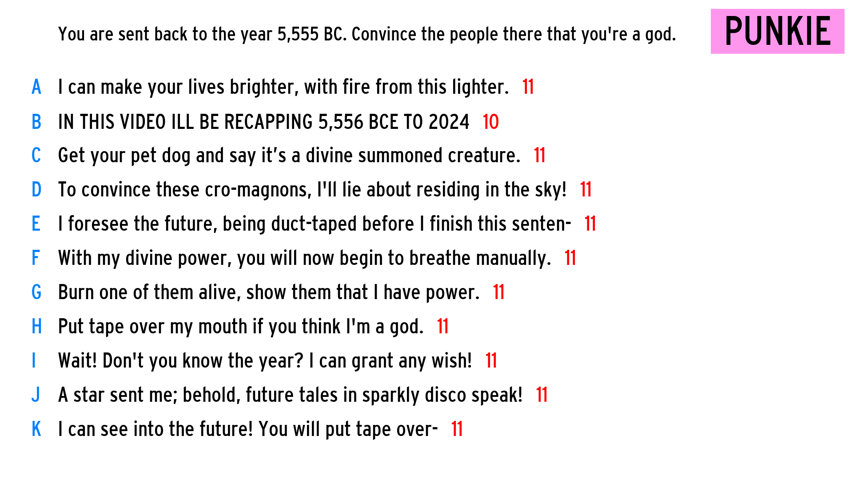 You are sent back to the year 5,555 BC. Convince the people there that you're a god.
PUNKIE
A I can make your lives brighter, with fire from this lighter. 11
B IN THIS VIDEO ILL BE RECAPPING 5,556 BCE TO 2024 10
C Get your pet dog and say it’s a divine summoned creature. 11
D To convince these cro-magnons, I'll lie about residing in the sky! 11
E I foresee the future, being duct-taped before I finish this senten- 11
F With my divine power, you will now begin to breathe manually. 11
G Burn one of them alive, show them that I have power. 11
H Put tape over my mouth if you think I'm a god. 11
I Wait! Don't you know the year? I can grant any wish! 11
J A star sent me; behold, future tales in sparkly disco speak! 11
K I can see into the future! You will put tape over- 11